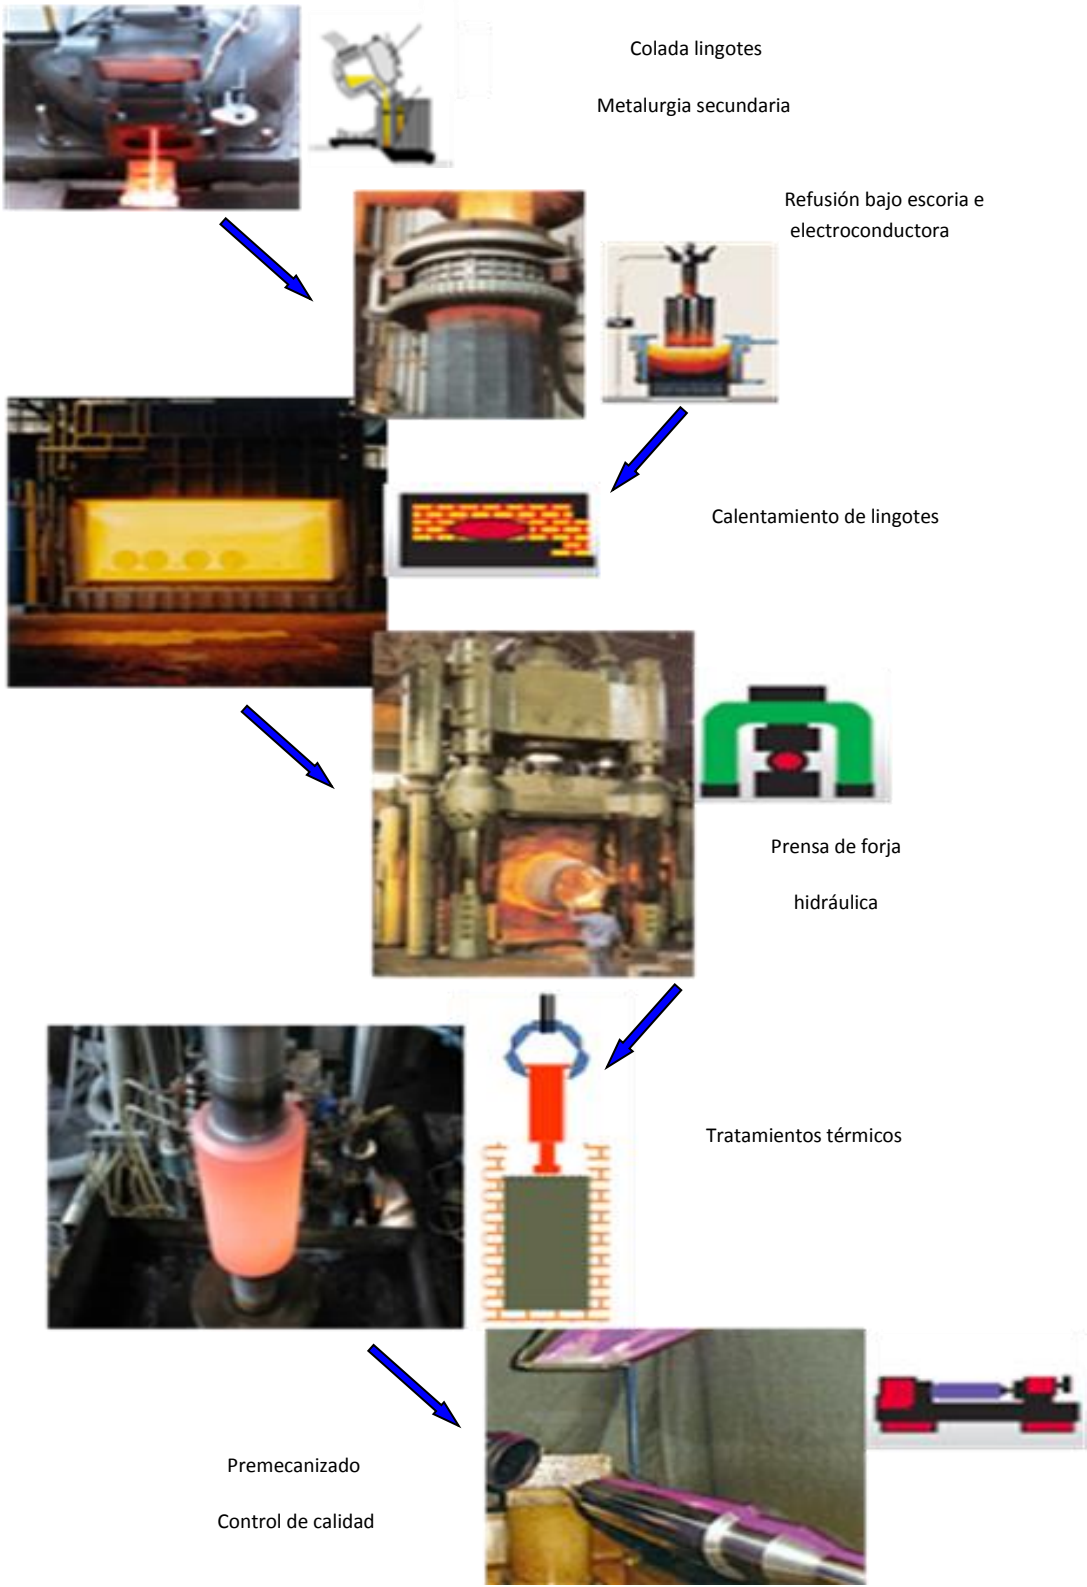 Colada lingotes
Metalurgia secundaria
Refusión bajo escoria e
electroconductora
Calentamiento de lingotes
Prensa de forja
hidráulica
Tratamientos térmicos
Premecanizado
Control de calidad